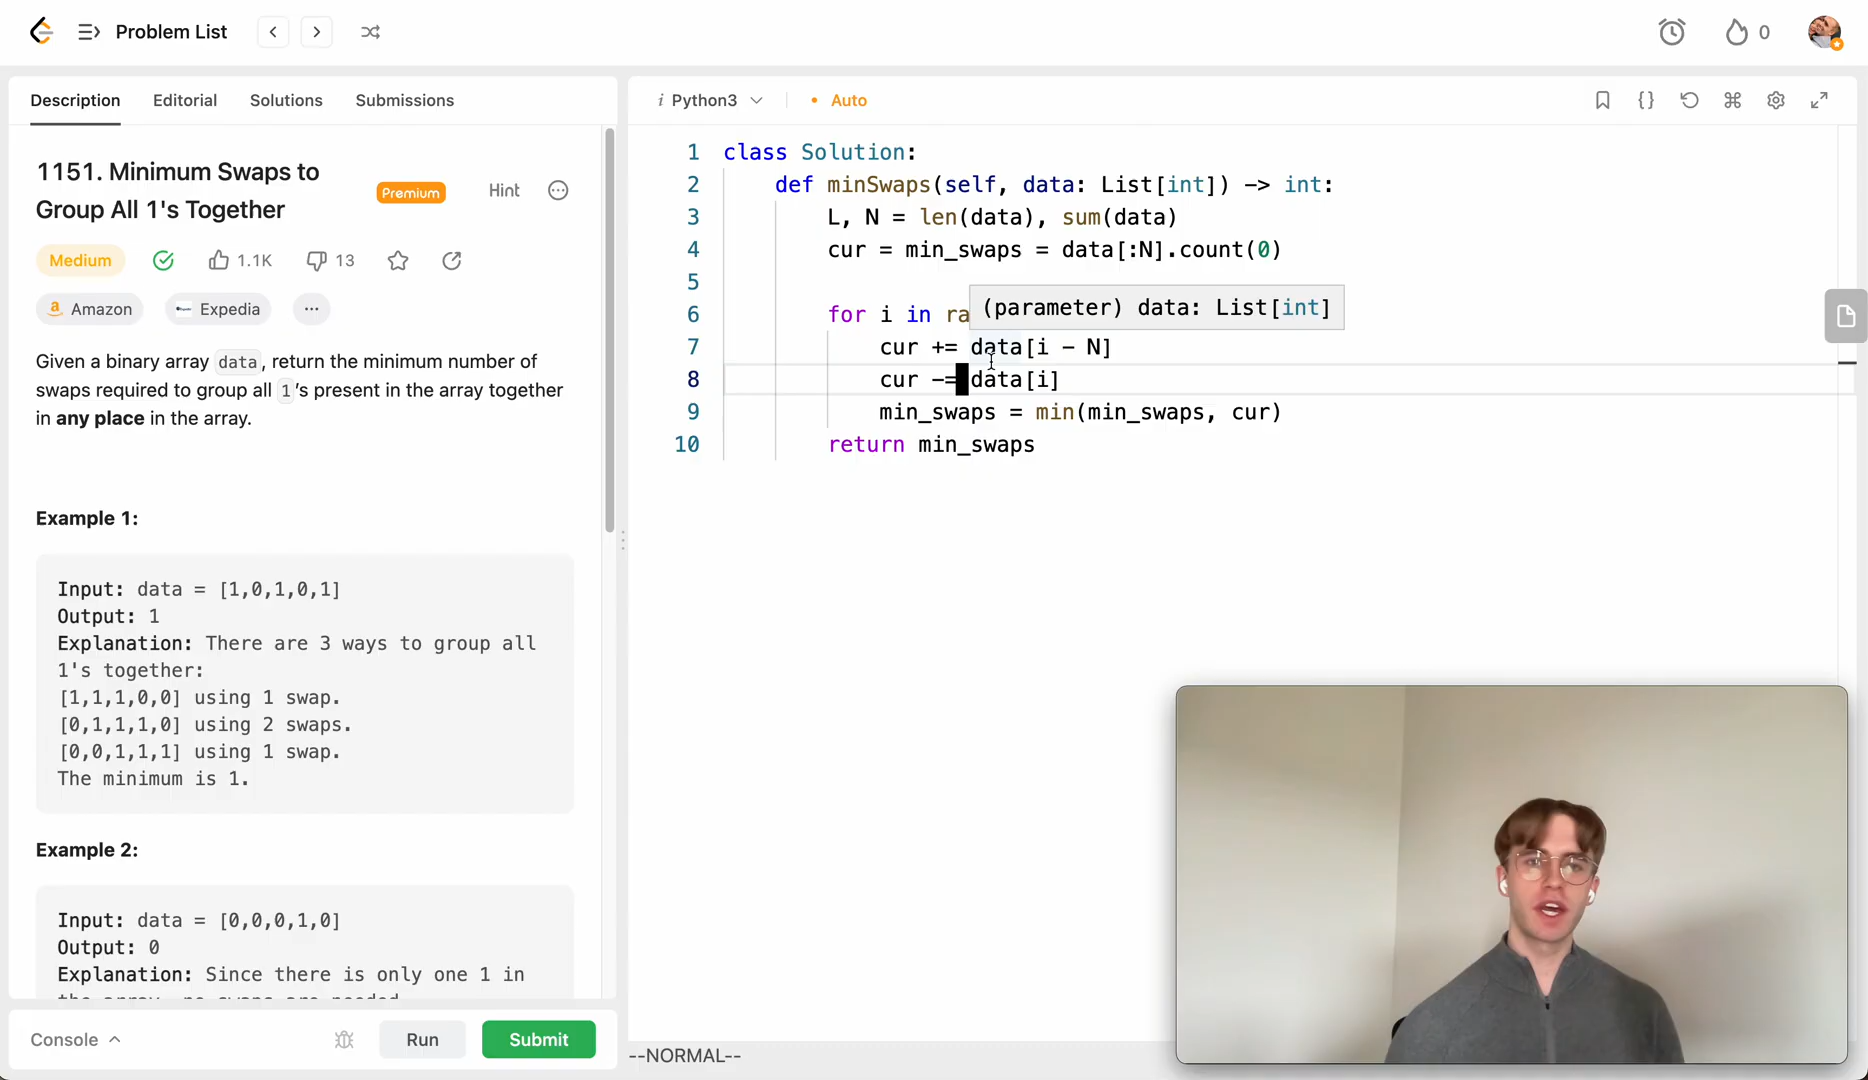 Problem List
0
Description Editorial Solutions Submissions
1151. Minimum Swaps to
Group All 1's Together
Premium
Hint
Medium
1.1K
13
Amazon
Expedia
Given a binary array data, return the minimum number of
swaps required to group all 1's present in the array together
in any place in the array.
Example 1:
Input: data = [1,0,1,0,1]
Output: 1
Explanation: There are 3 ways to group all
1's together:
[1,1,1,0,0] using 1 swap.
[0,1,1,1,0] using 2 swaps.
[0,0,1,1,1] using 1 swap.
The minimum is 1.
Example 2:
Input: data = [0,0,0,1,0]
Output: 0
Explanation: Since there is only one 1 in
the array, no swaps are needed
Console
Run
Submit
i Python3
• Auto
{}
1 class Solution:
2 def minSwaps(self, data: List[int]) -> int:
3 L, N = len(data), sum(data)
4 cur = min_swaps = data[:N].count(0)
5
(parameter) data: List[int]
6 for i in ra
7 cur += data[i - N]
8 cur -= data[i]
9 min_swaps = min(min_swaps, cur)
10 return min_swaps
--NORMAL--